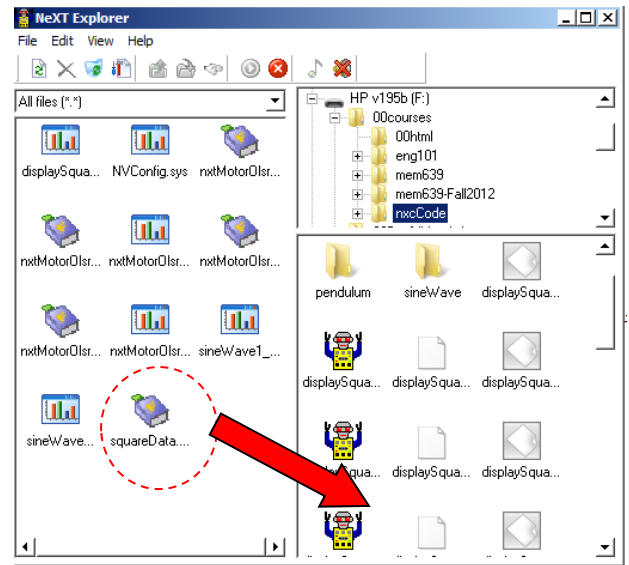 NeXT Explorer
File Edit View Help
All files (*.*)
displaySqua... NVConfig.sys nxtMotorOlsr...
nxtMotorOlsr... nxtMotorOlsr... nxtMotorOlsr...
nxtMotorOlsr... nxtMotorOlsr... sineWave1_...
sineWave... squareData....
HP v195b (F:)
00courses
00html
eng101
mem639
mem639-Fall2012
nxcCode
pendulum sineWave displaySqua...
displaySqua... displaySqua... displaySqua...
displaySqua... displaySqua...